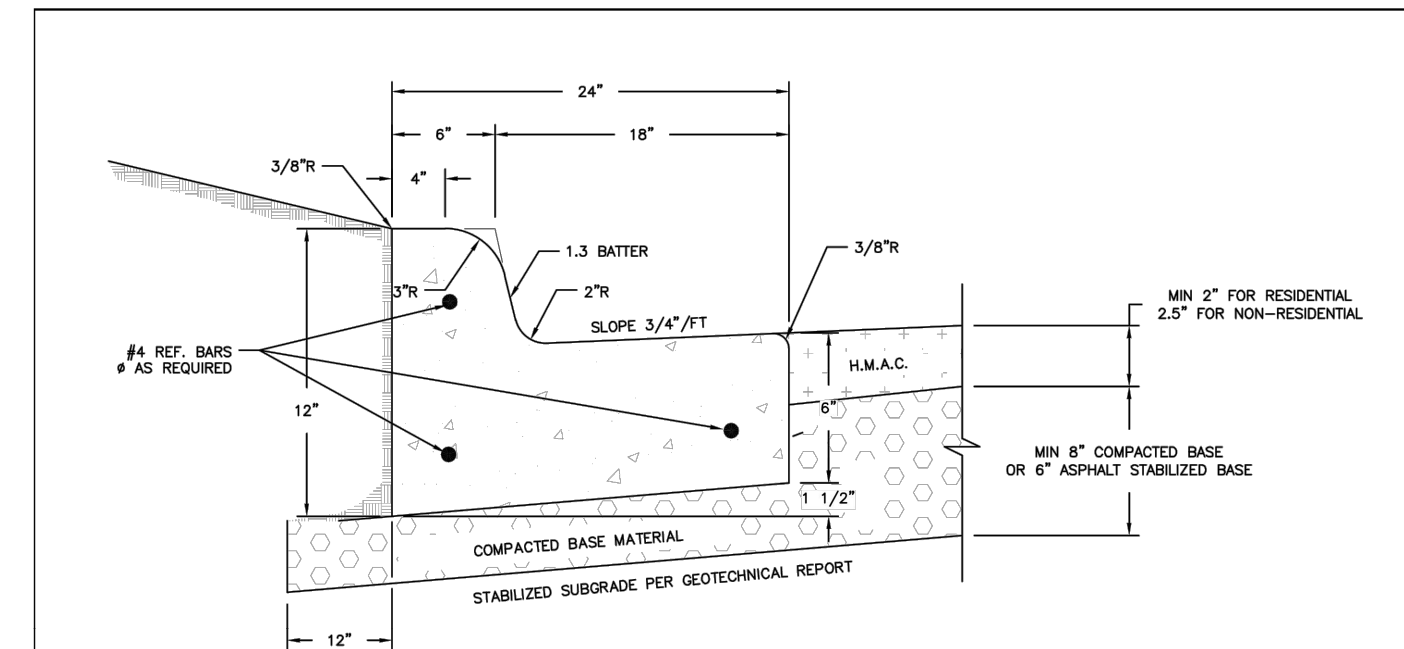 24”
6”
18”
3/8”R
4”
3/8”R
1.3 BATTER
3”R
2”R
SLOPE 3/4”/FT
MIN 2” FOR RESIDENTIAL
2.5” FOR NON-RESIDENTIAL
#4 REF. BARS
ø AS REQUIRED
H.M.A.C.
12”
6”
MIN 8” COMPACTED BASE
OR 6” ASPHALT STABILIZED BASE
1 1/2”
COMPACTED BASE MATERIAL
STABILIZED SUBGRADE PER GEOTECHNICAL REPORT
12”